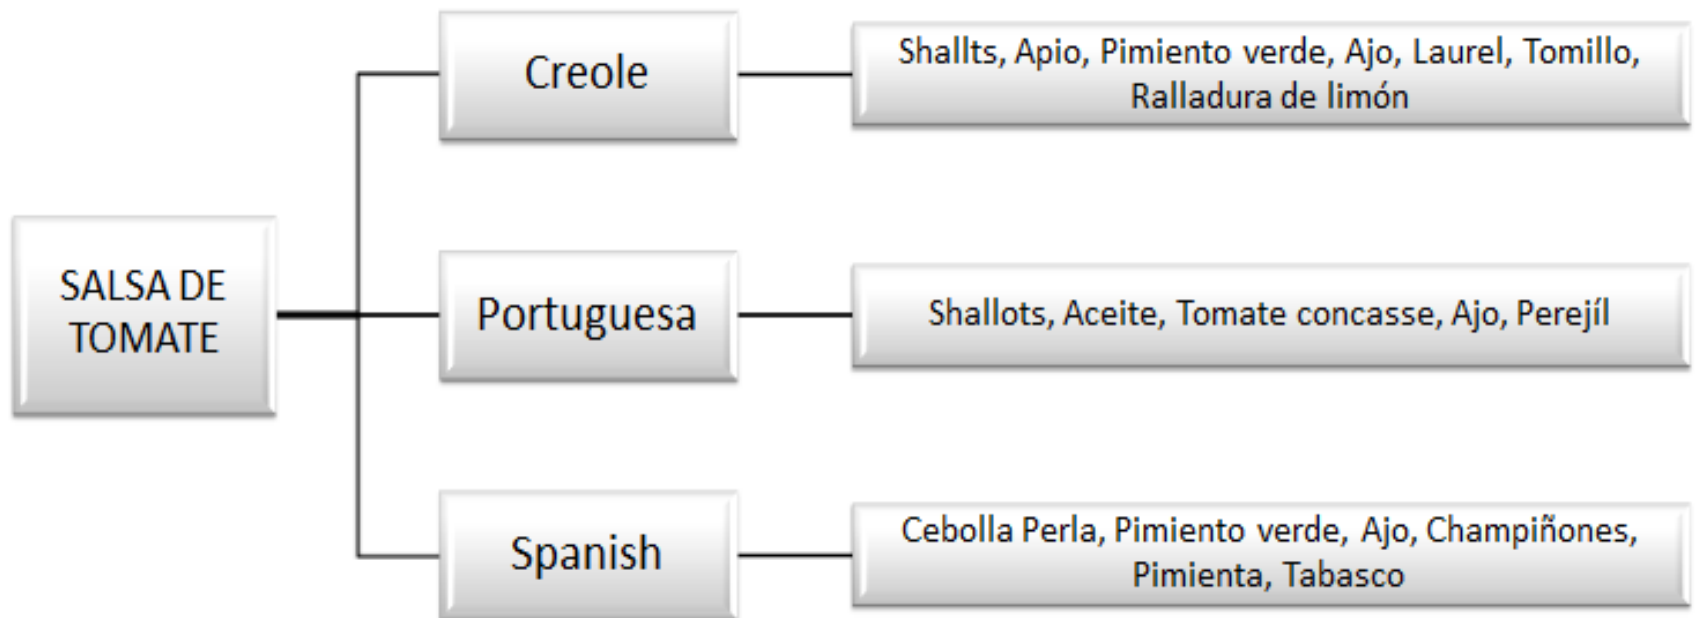 SALSA DE
TOMATE
Creole
Shallts, Apio, Pimiento verde, Ajo, Laurel, Tomillo,
Ralladura de limón
Portuguesa
Shallots, Aceite, Tomate concasse, Ajo, Perejíl
Spanish
Cebolla Perla, Pimiento verde, Ajo, Champiñones,
Pimienta, Tabasco